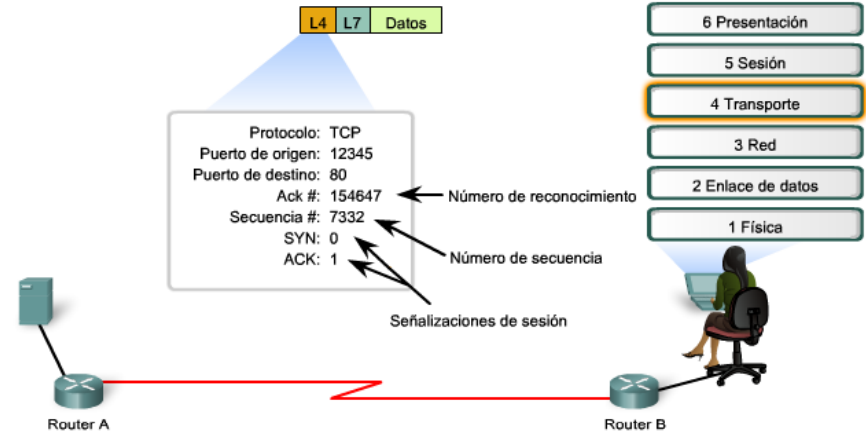 L4 L7 Datos
6 Presentación
5 Sesión
4 Transporte
3 Red
2 Enlace de datos
1 Física
Protocolo: TCP
Puerto de origen: 12345
Puerto de destino: 80
Ack #: 154647
Secuencia #: 7332
SYN: 0
ACK: 1
Número de reconocimiento
Número de secuencia
Señalizaciones de sesión
Router A
Router B